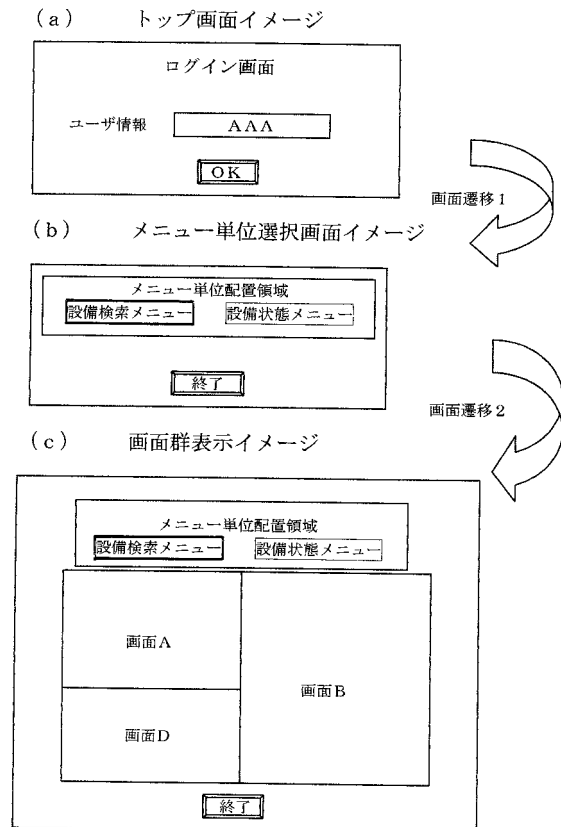 (a) トップ画面イメージ
ログイン画面
ユーザ情報 AAA
OK
画面遷移1
(b) メニュー単位選択画面イメージ
メニュー単位配置領域
設備検索メニュー 設備状態メニュー
終了
画面遷移2
(c) 画面群表示イメージ
メニュー単位配置領域
設備検索メニュー 設備状態メニュー
画面A
画面B
画面D
終了